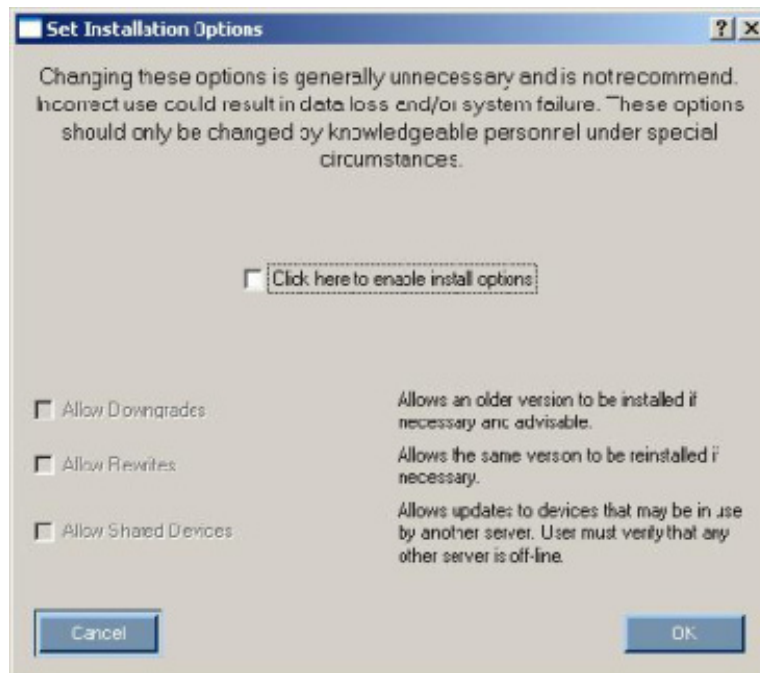 Set Installation Options
Changing these options is generally unnecessary and is not recommend.
Incorrect use could result in data loss and/or system failure. These options
should only be changed by knowledgeable personnel under special
circumstances.
Click here to enable install options
Allow Downgrades
Allows an older version to be installed if
necessary and advisable.
Allow Rewrites
Allows the same verson to be reinstalled if
necessary.
Allow Shared Devices
Allows updates to devices that may be in use
by another server. User must verify that any
other server is off-line.
Cancel
OK